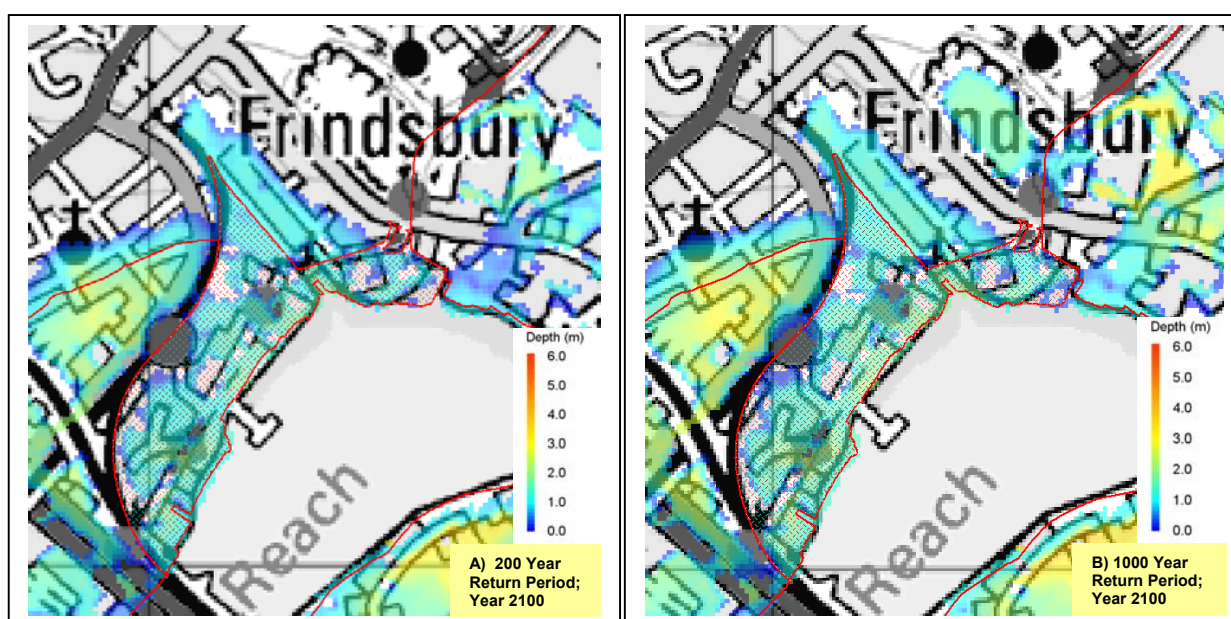 Frindsbury
Depth (m)
6.0
5.0
4.0
3.0
2.0
1.0
0.0
Reach
A) 200 Year
Return Period;
Year 2100
Frindsbury
Depth (m)
6.0
5.0
4.0
3.0
2.0
1.0
0.0
Reach
B) 1000 Year
Return Period;
Year 2100